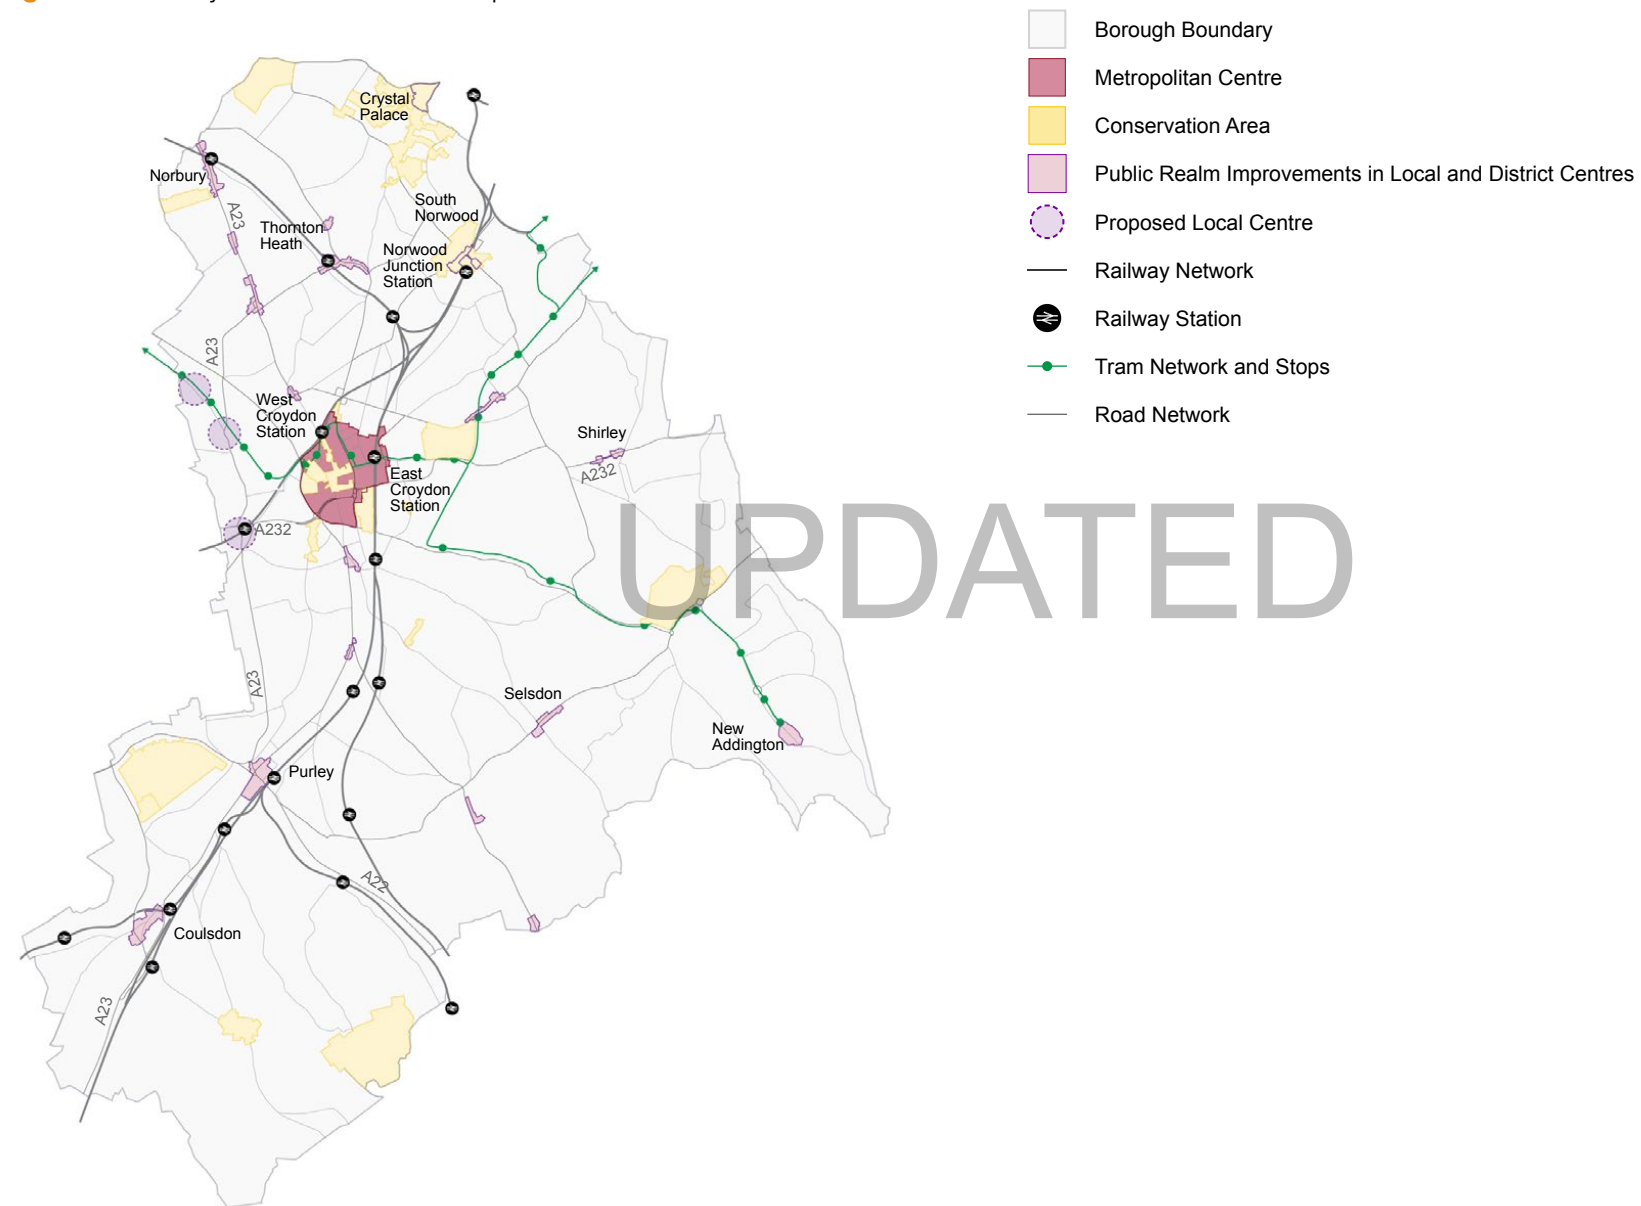 Borough Boundary
Metropolitan Centre
Conservation Area
Public Realm Improvements in Local and District Centres
Proposed Local Centre
Railway Network
Railway Station
Tram Network and Stops
Road Network
Crystal
Palace
Norbury
A23
South
Norwood
Thornton
Heath
Norwood
Junction
Station
A23
West
Croydon
Station
Shirley
A232
East
Croydon
Station
A232
UPDATED
A23
Selsdon
New
Addington
Purley
A22
Coulsdon
A23